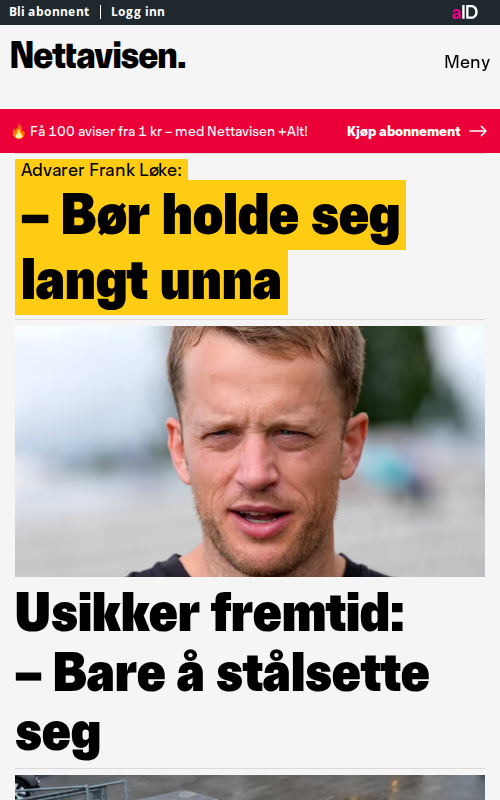 Bli abonnent | Logg inn
aID
Nettavisen.
Meny
🔥 Få 100 aviser fra 1 kr – med Nettavisen +Alt!
Kjøp abonnement →
Advarer Frank Løke:
– Bør holde seg
langt unna
Usikker fremtid:
– Bare å stålsette
seg